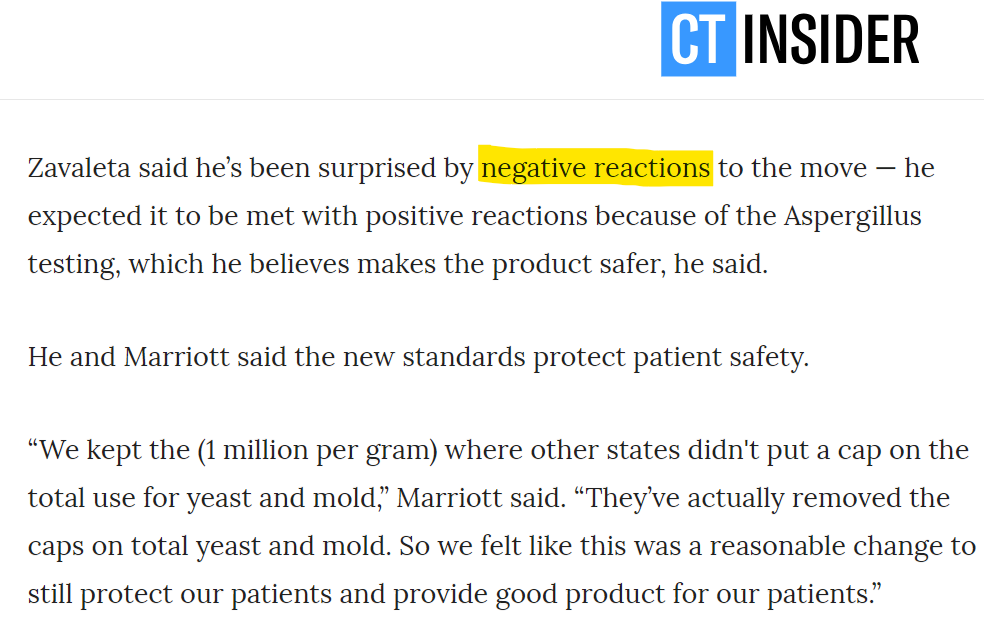 CT INSIDER
Zavaleta said he’s been surprised by negative reactions to the move — he
expected it to be met with positive reactions because of the Aspergillus
testing, which he believes makes the product safer, he said.
He and Marriott said the new standards protect patient safety.
“We kept the (1 million per gram) where other states didn't put a cap on the
total use for yeast and mold,” Marriott said. “They’ve actually removed the
caps on total yeast and mold. So we felt like this was a reasonable change to
still protect our patients and provide good product for our patients.”